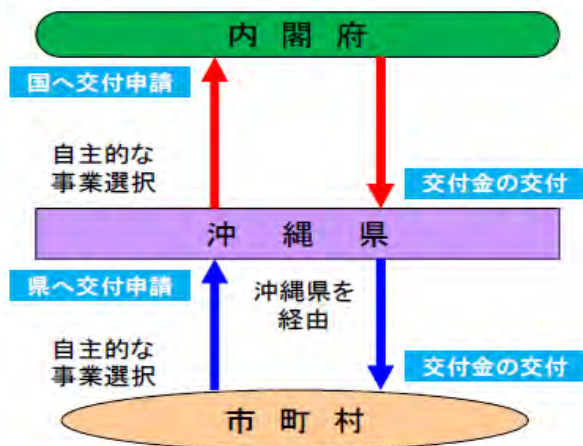 内閣府
国へ交付申請
自主的な
事業選択
交付金の交付
沖縄県
県へ交付申請
沖縄県を
経由
自主的な
事業選択
交付金の交付
市町村